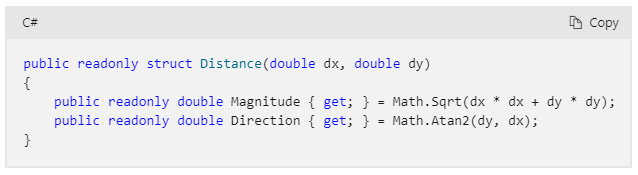 C#
Copy
public readonly struct Distance(double dx, double dy)
{
    public readonly double Magnitude { get; } = Math.Sqrt(dx * dx + dy * dy);
    public readonly double Direction { get; } = Math.Atan2(dy, dx);
}